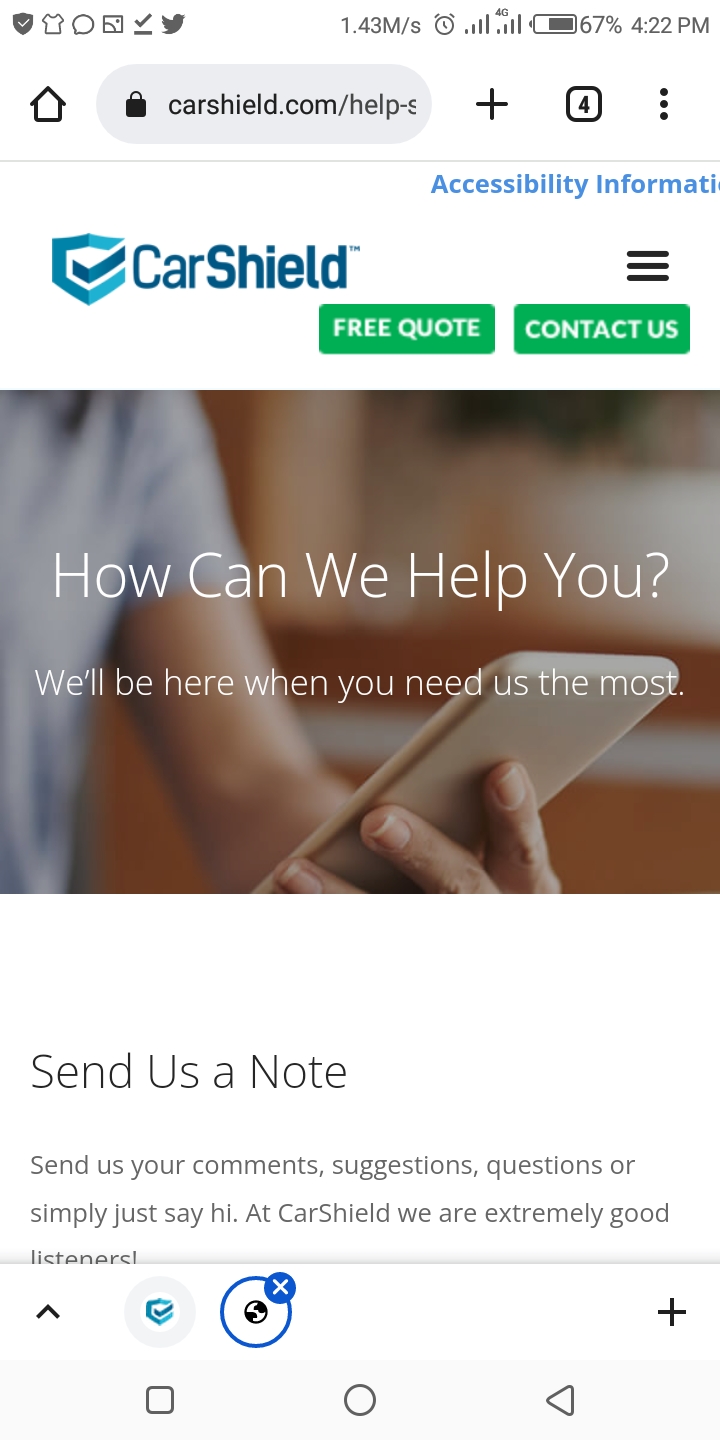 1.43M/s 4G 67% 4:22 PM
carshield.com/help-s
4
Accessibility Informati
CarShield™
FREE QUOTE
CONTACT US
How Can We Help You?
We’ll be here when you need us the most.
Send Us a Note
Send us your comments, suggestions, questions or
simply just say hi. At CarShield we are extremely good
listeners!